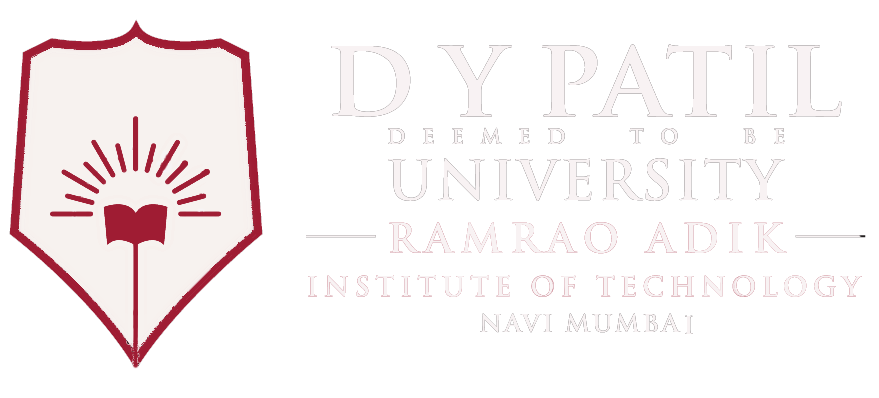 D Y PATIL
DEEMED TO BE
UNIVERSITY
RAMRAO ADIK
INSTITUTE OF TECHNOLOGY
NAVI MUMBAI